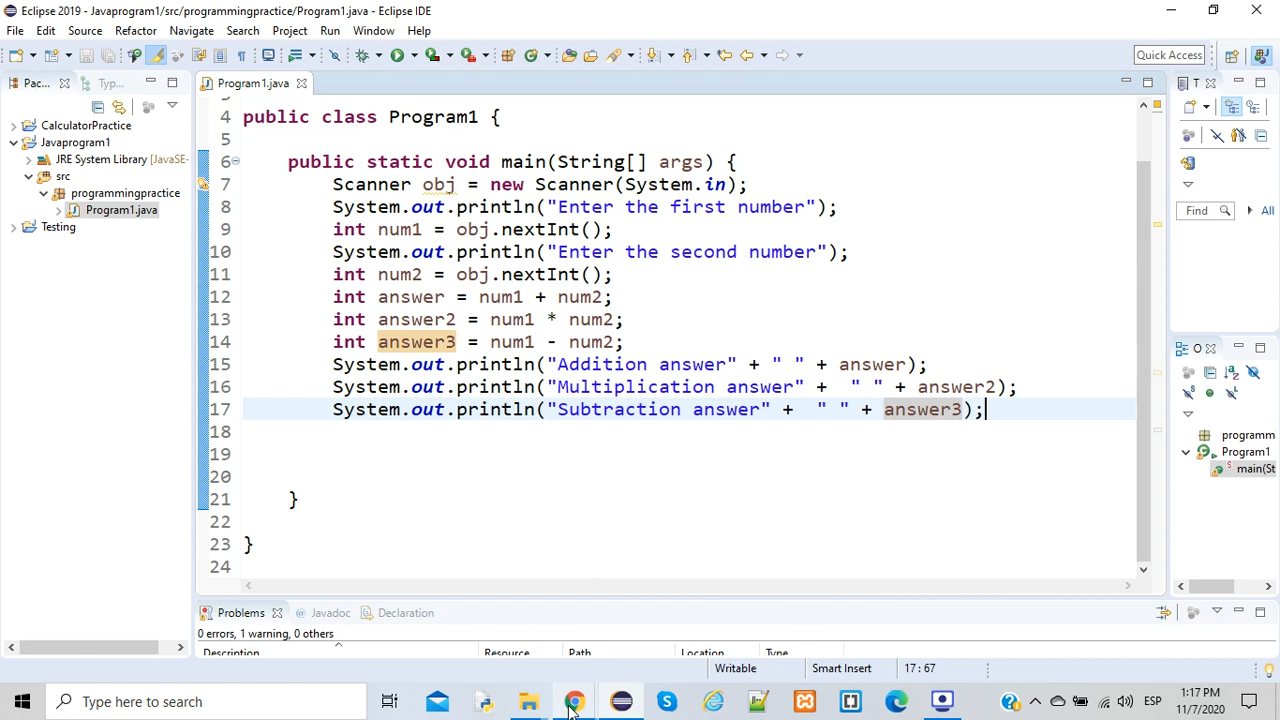 Eclipse 2019 - Javaprogram1/src/programmingpractice/Program1.java - Eclipse IDE
File Edit Source Refactor Navigate Search Project Run Window Help
Quick Access
Pac... Typ... Program1.java T
CalculatorPractice
Javaprogram1
JRE System Library [JavaSE-
src
programmingpractice
Program1.java
Testing
4 public class Program1 {
5
6 public static void main(String[] args) {
7 Scanner obj = new Scanner(System.in);
8 System.out.println("Enter the first number");
9 int num1 = obj.nextInt();
10 System.out.println("Enter the second number");
11 int num2 = obj.nextInt();
12 int answer = num1 + num2;
13 int answer2 = num1 * num2;
14 int answer3 = num1 - num2;
15 System.out.println("Addition answer" + " " + answer);
16 System.out.println("Multiplication answer" +  " " + answer2);
17 System.out.println("Subtraction answer" +  " " + answer3);
18
19
20
21 }
22
23 }
24
Find All
O
programm
Program1
main(St
Problems Javadoc Declaration
0 errors, 1 warning, 0 others
Description Resource Path Location Type
Writable Smart Insert 17 : 67
Type here to search
ESP
1:17 PM
11/7/2020